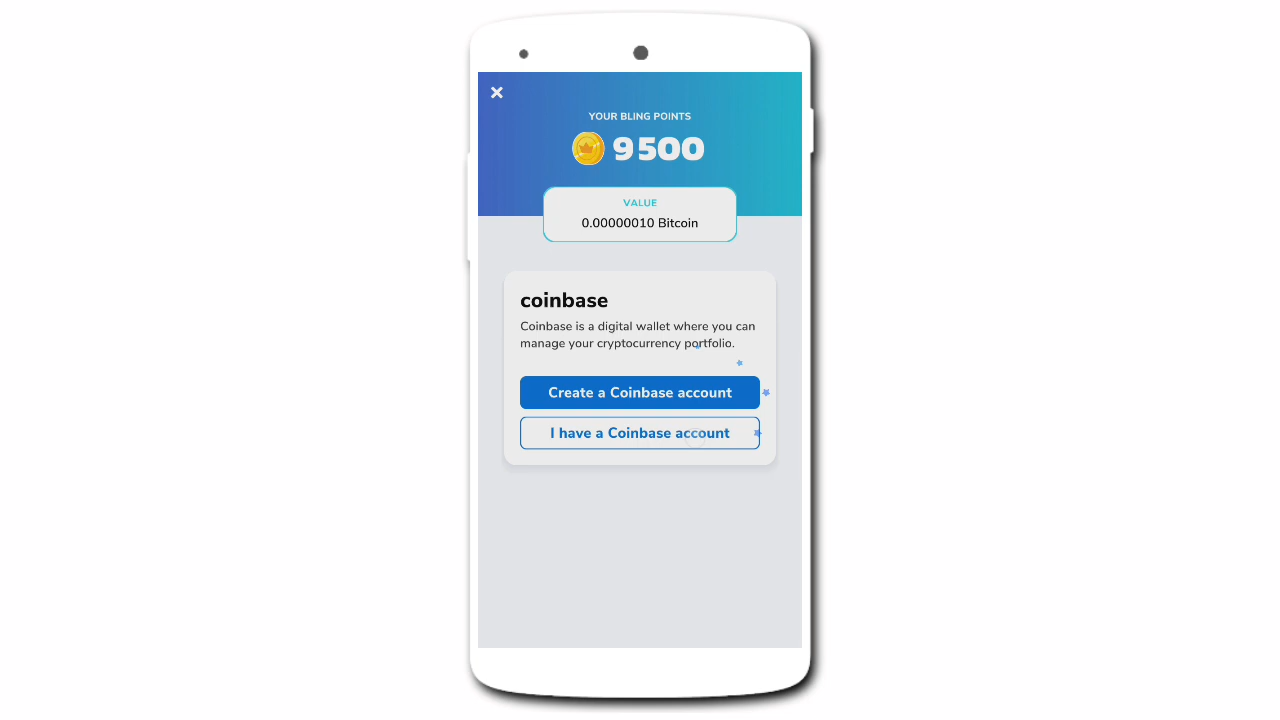 YOUR BLING POINTS
9500
VALUE
0.00000010 Bitcoin
coinbase
Coinbase is a digital wallet where you can
manage your cryptocurrency portfolio.
Create a Coinbase account
I have a Coinbase account